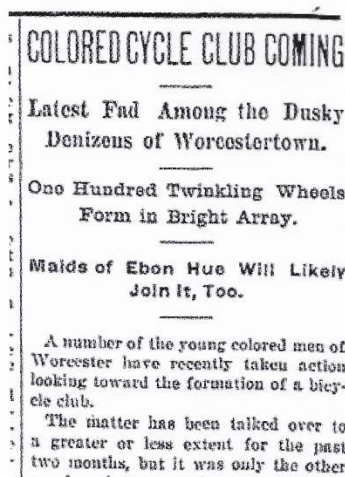 COLORED CYCLE CLUB COMING
Latest Fad Among the Dusky
Denizens of Worcestertown.
One Hundred Twinkling Wheels
Form in Bright Array.
Maids of Ebon Hue Will Likely
Join It, Too.
A number of the young colored men of
Worcester have recently taken action
looking toward the formation of a bicy-
cle club.
The matter has been talked over to
a greater or less extent for the past
two months, but it was only the other